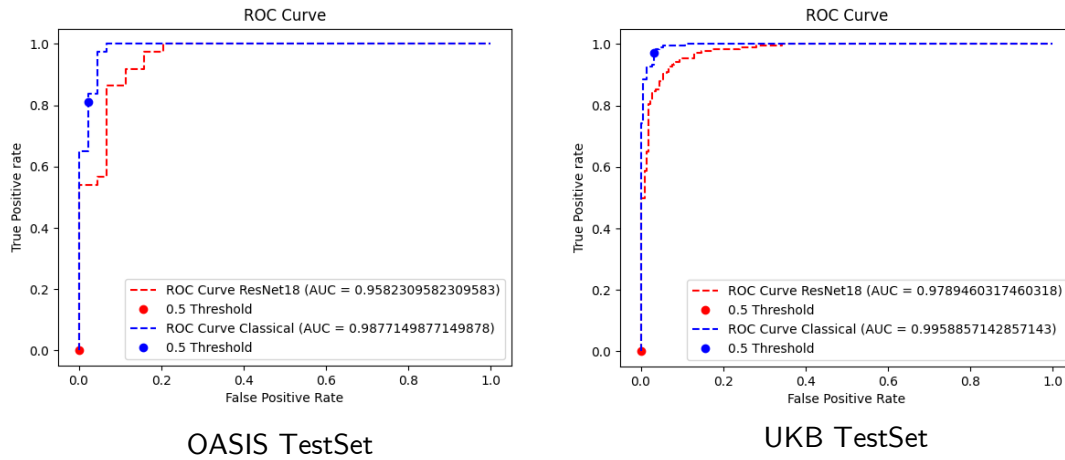 ROC Curve
1.0
0.8
0.6
0.4
0.2
0.0
True Positive rate
0.0
0.2
0.4
0.6
0.8
1.0
False Positive Rate
ROC Curve ResNet18 (AUC = 0.9582309582309583)
0.5 Threshold
ROC Curve Classical (AUC = 0.9877149877149878)
0.5 Threshold
OASIS TestSet
ROC Curve
1.0
0.8
0.6
0.4
0.2
0.0
True Positive rate
0.0
0.2
0.4
0.6
0.8
1.0
False Positive Rate
ROC Curve ResNet18 (AUC = 0.9789460317460318)
0.5 Threshold
ROC Curve Classical (AUC = 0.9958857142857143)
0.5 Threshold
UKB TestSet